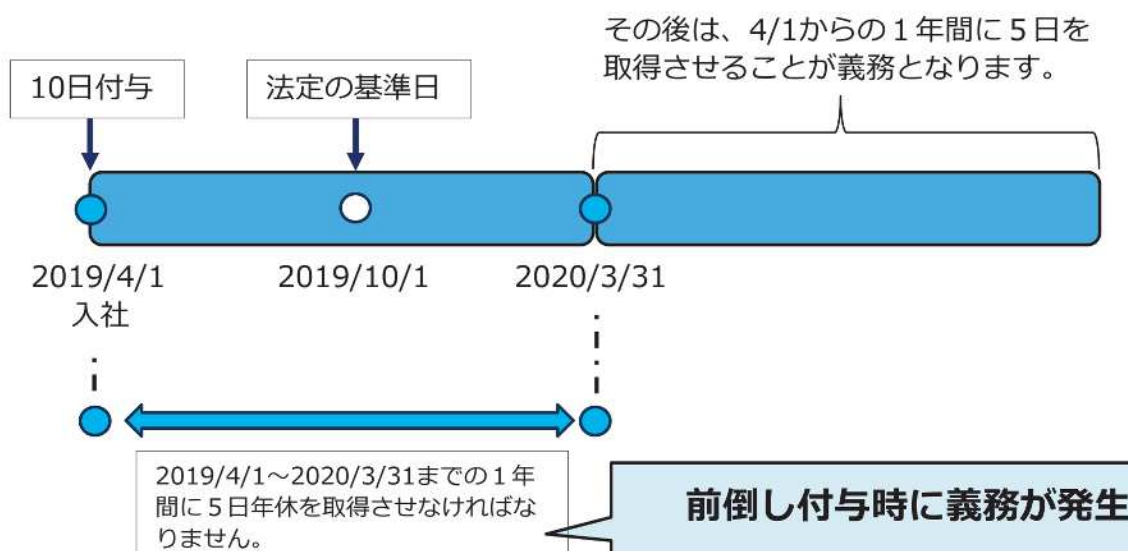 その後は、4/1からの１年間に５日を
取得させることが義務となります。
10日付与
法定の基準日
2019/4/1
入社
2019/10/1
2020/3/31
2019/4/1～2020/3/31までの１年
間に５日年休を取得させなければな
りません。
前倒し付与時に義務が発生